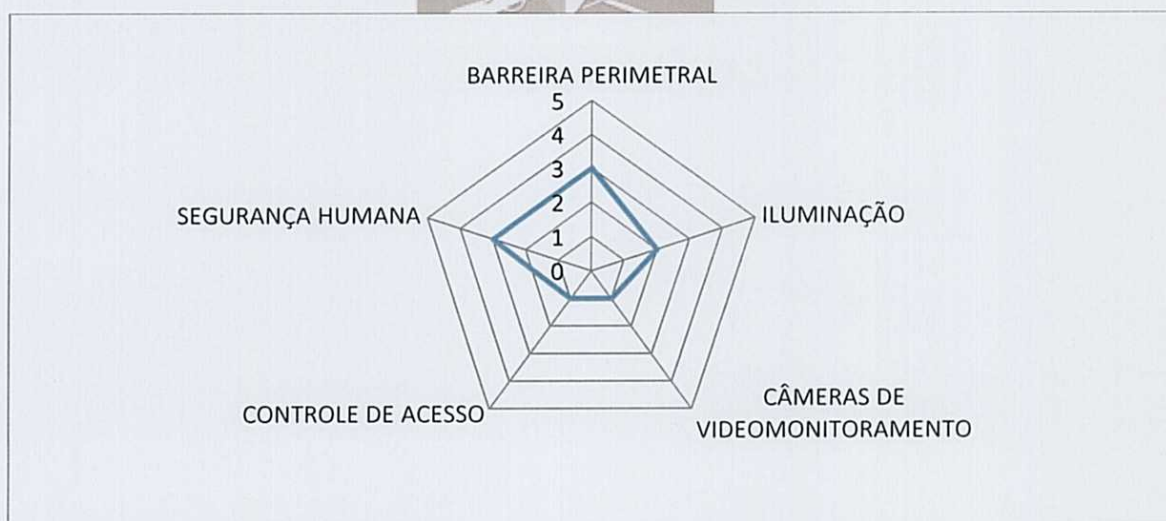 BARREIRA PERIMETRAL
5
4
3
2
1
0
SEGURANÇA HUMANA
ILUMINAÇÃO
CONTROLE DE ACESSO
CÂMERAS DE
VIDEOMONITORAMENTO